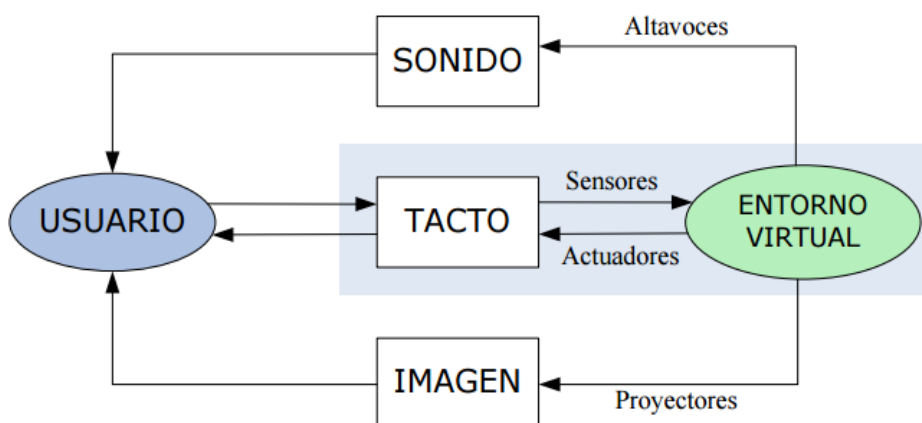 Altavoces
SONIDO
Sensores
USUARIO
TACTO
ENTORNO
VIRTUAL
Actuadores
IMAGEN
Proyectores